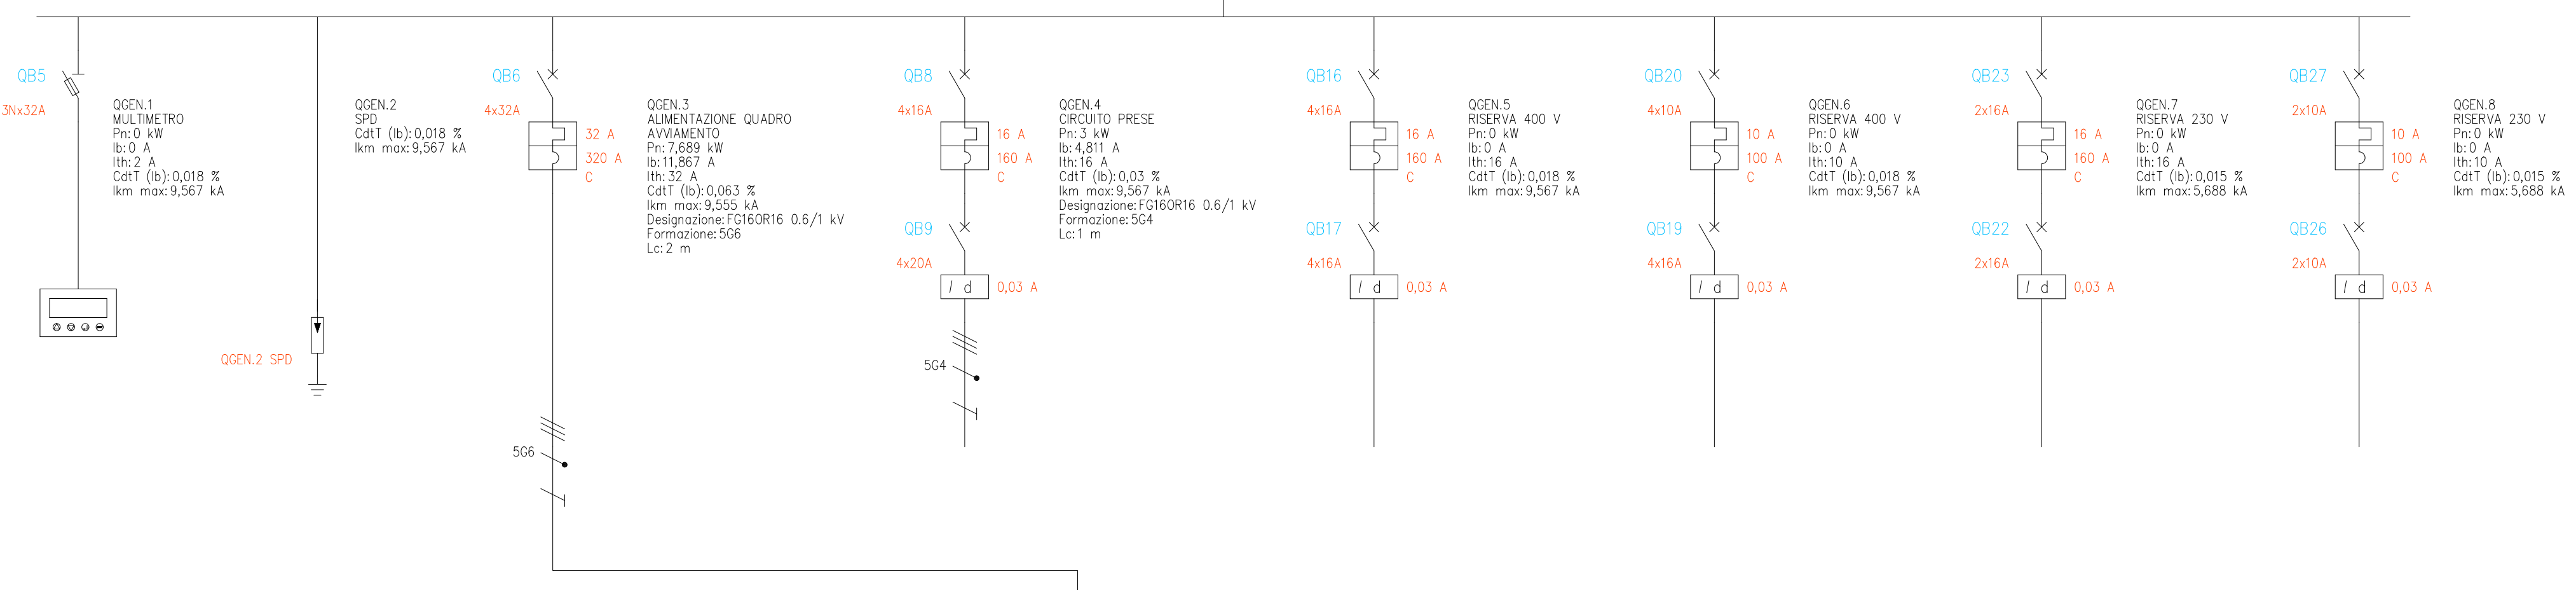 QB5
3Nx32A
QGEN.1
MULTIMETRO
Pn: 0 kW
Ib: 0 A
Ith: 2 A
CdtT (Ib): 0,018 %
Ikm max: 9,567 kA
QGEN.2
SPD
CdtT (Ib): 0,018 %
Ikm max: 9,567 kA
QGEN.2 SPD
QB6
4x32A
32 A
320 A
C
QGEN.3
ALIMENTAZIONE QUADRO
AVVIAMENTO
Pn: 7,689 kW
Ib: 11,867 A
Ith: 32 A
CdtT (Ib): 0,063 %
Ikm max: 9,555 kA
Designazione: FG16OR16 0.6/1 kV
Formazione: 5G6
Lc: 2 m
5G6
QB8
4x16A
16 A
160 A
C
QGEN.4
CIRCUITO PRESE
Pn: 3 kW
Ib: 4,811 A
Ith: 16 A
CdtT (Ib): 0,03 %
Ikm max: 9,567 kA
Designazione: FG16OR16 0.6/1 kV
Formazione: 5G4
Lc: 1 m
QB9
4x20A
I d
0,03 A
5G4
QB16
4x16A
16 A
160 A
C
QGEN.5
RISERVA 400 V
Pn: 0 kW
Ib: 0 A
Ith: 16 A
CdtT (Ib): 0,018 %
Ikm max: 9,567 kA
QB17
4x16A
I d
0,03 A
QB20
4x10A
10 A
100 A
C
QGEN.6
RISERVA 400 V
Pn: 0 kW
Ib: 0 A
Ith: 10 A
CdtT (Ib): 0,018 %
Ikm max: 9,567 kA
QB19
4x16A
I d
0,03 A
QB23
2x16A
16 A
160 A
C
QGEN.7
RISERVA 230 V
Pn: 0 kW
Ib: 0 A
Ith: 16 A
CdtT (Ib): 0,015 %
Ikm max: 5,688 kA
QB22
2x16A
I d
0,03 A
QB27
2x10A
10 A
100 A
C
QGEN.8
RISERVA 230 V
Pn: 0 kW
Ib: 0 A
Ith: 10 A
CdtT (Ib): 0,015 %
Ikm max: 5,688 kA
QB26
2x10A
I d
0,03 A